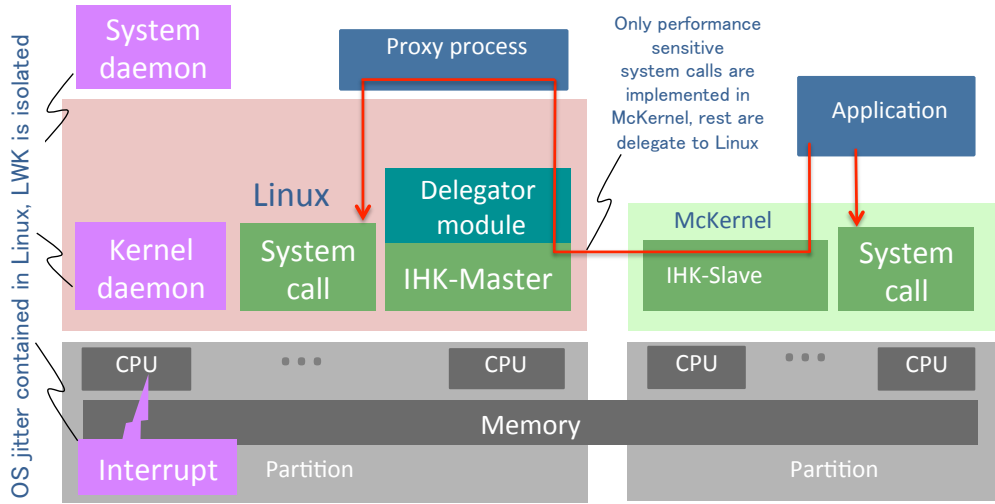 OS jitter contained in Linux, LWK is isolated
System
daemon
Proxy process
Only performance
sensitive
system calls are
implemented in
McKernel, rest are
delegate to Linux
Application
Linux
Delegator
module
Kernel
daemon
System
call
IHK-Master
McKernel
IHK-Slave
System
call
CPU
...
CPU
CPU
...
CPU
Memory
Interrupt
Partition
Partition